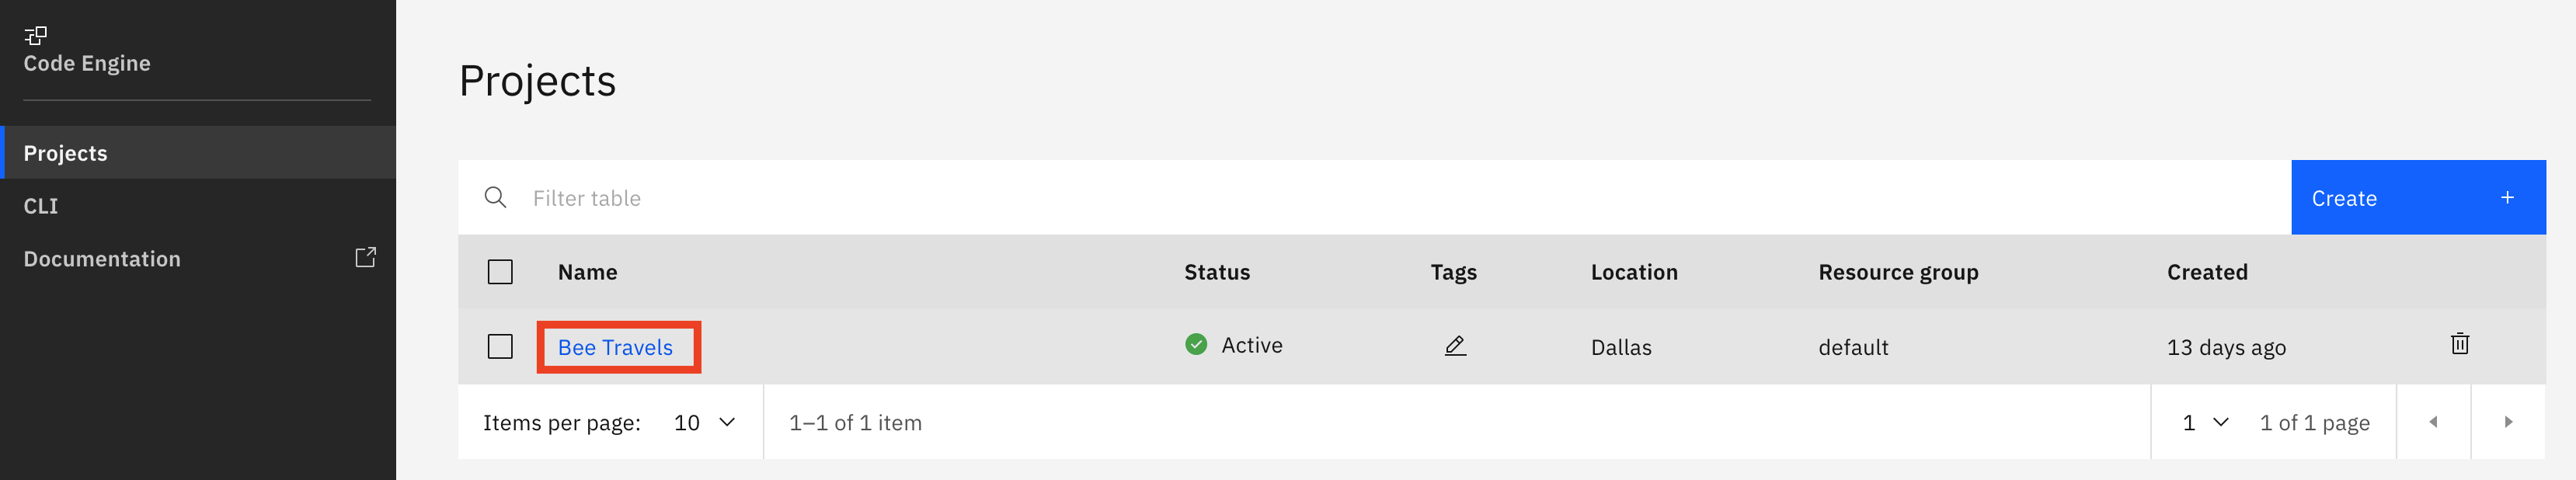 Code Engine
Projects
CLI
Documentation
Projects
Filter table
Create +
Name Status Tags Location Resource group Created
Bee Travels Active Dallas default 13 days ago
Items per page: 10 1–1 of 1 item 1 1 of 1 page